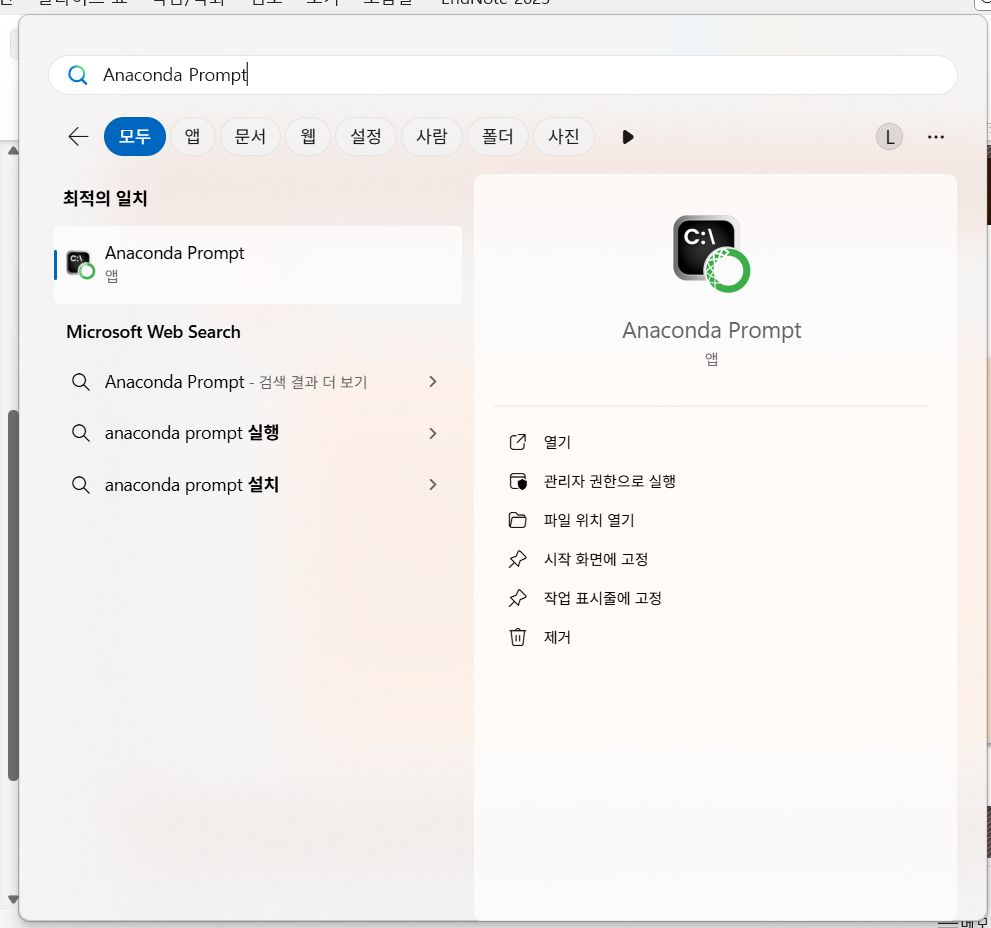 EndNote 2025
Anaconda Prompt
모두 앱 문서 웹 설정 사람 폴더 사진
L
최적의 일치
Anaconda Prompt
앱
Microsoft Web Search
Anaconda Prompt - 검색 결과 더 보기
anaconda prompt 실행
anaconda prompt 설치
C:\
Anaconda Prompt
앱
열기
관리자 권한으로 실행
파일 위치 열기
시작 화면에 고정
작업 표시줄에 고정
제거